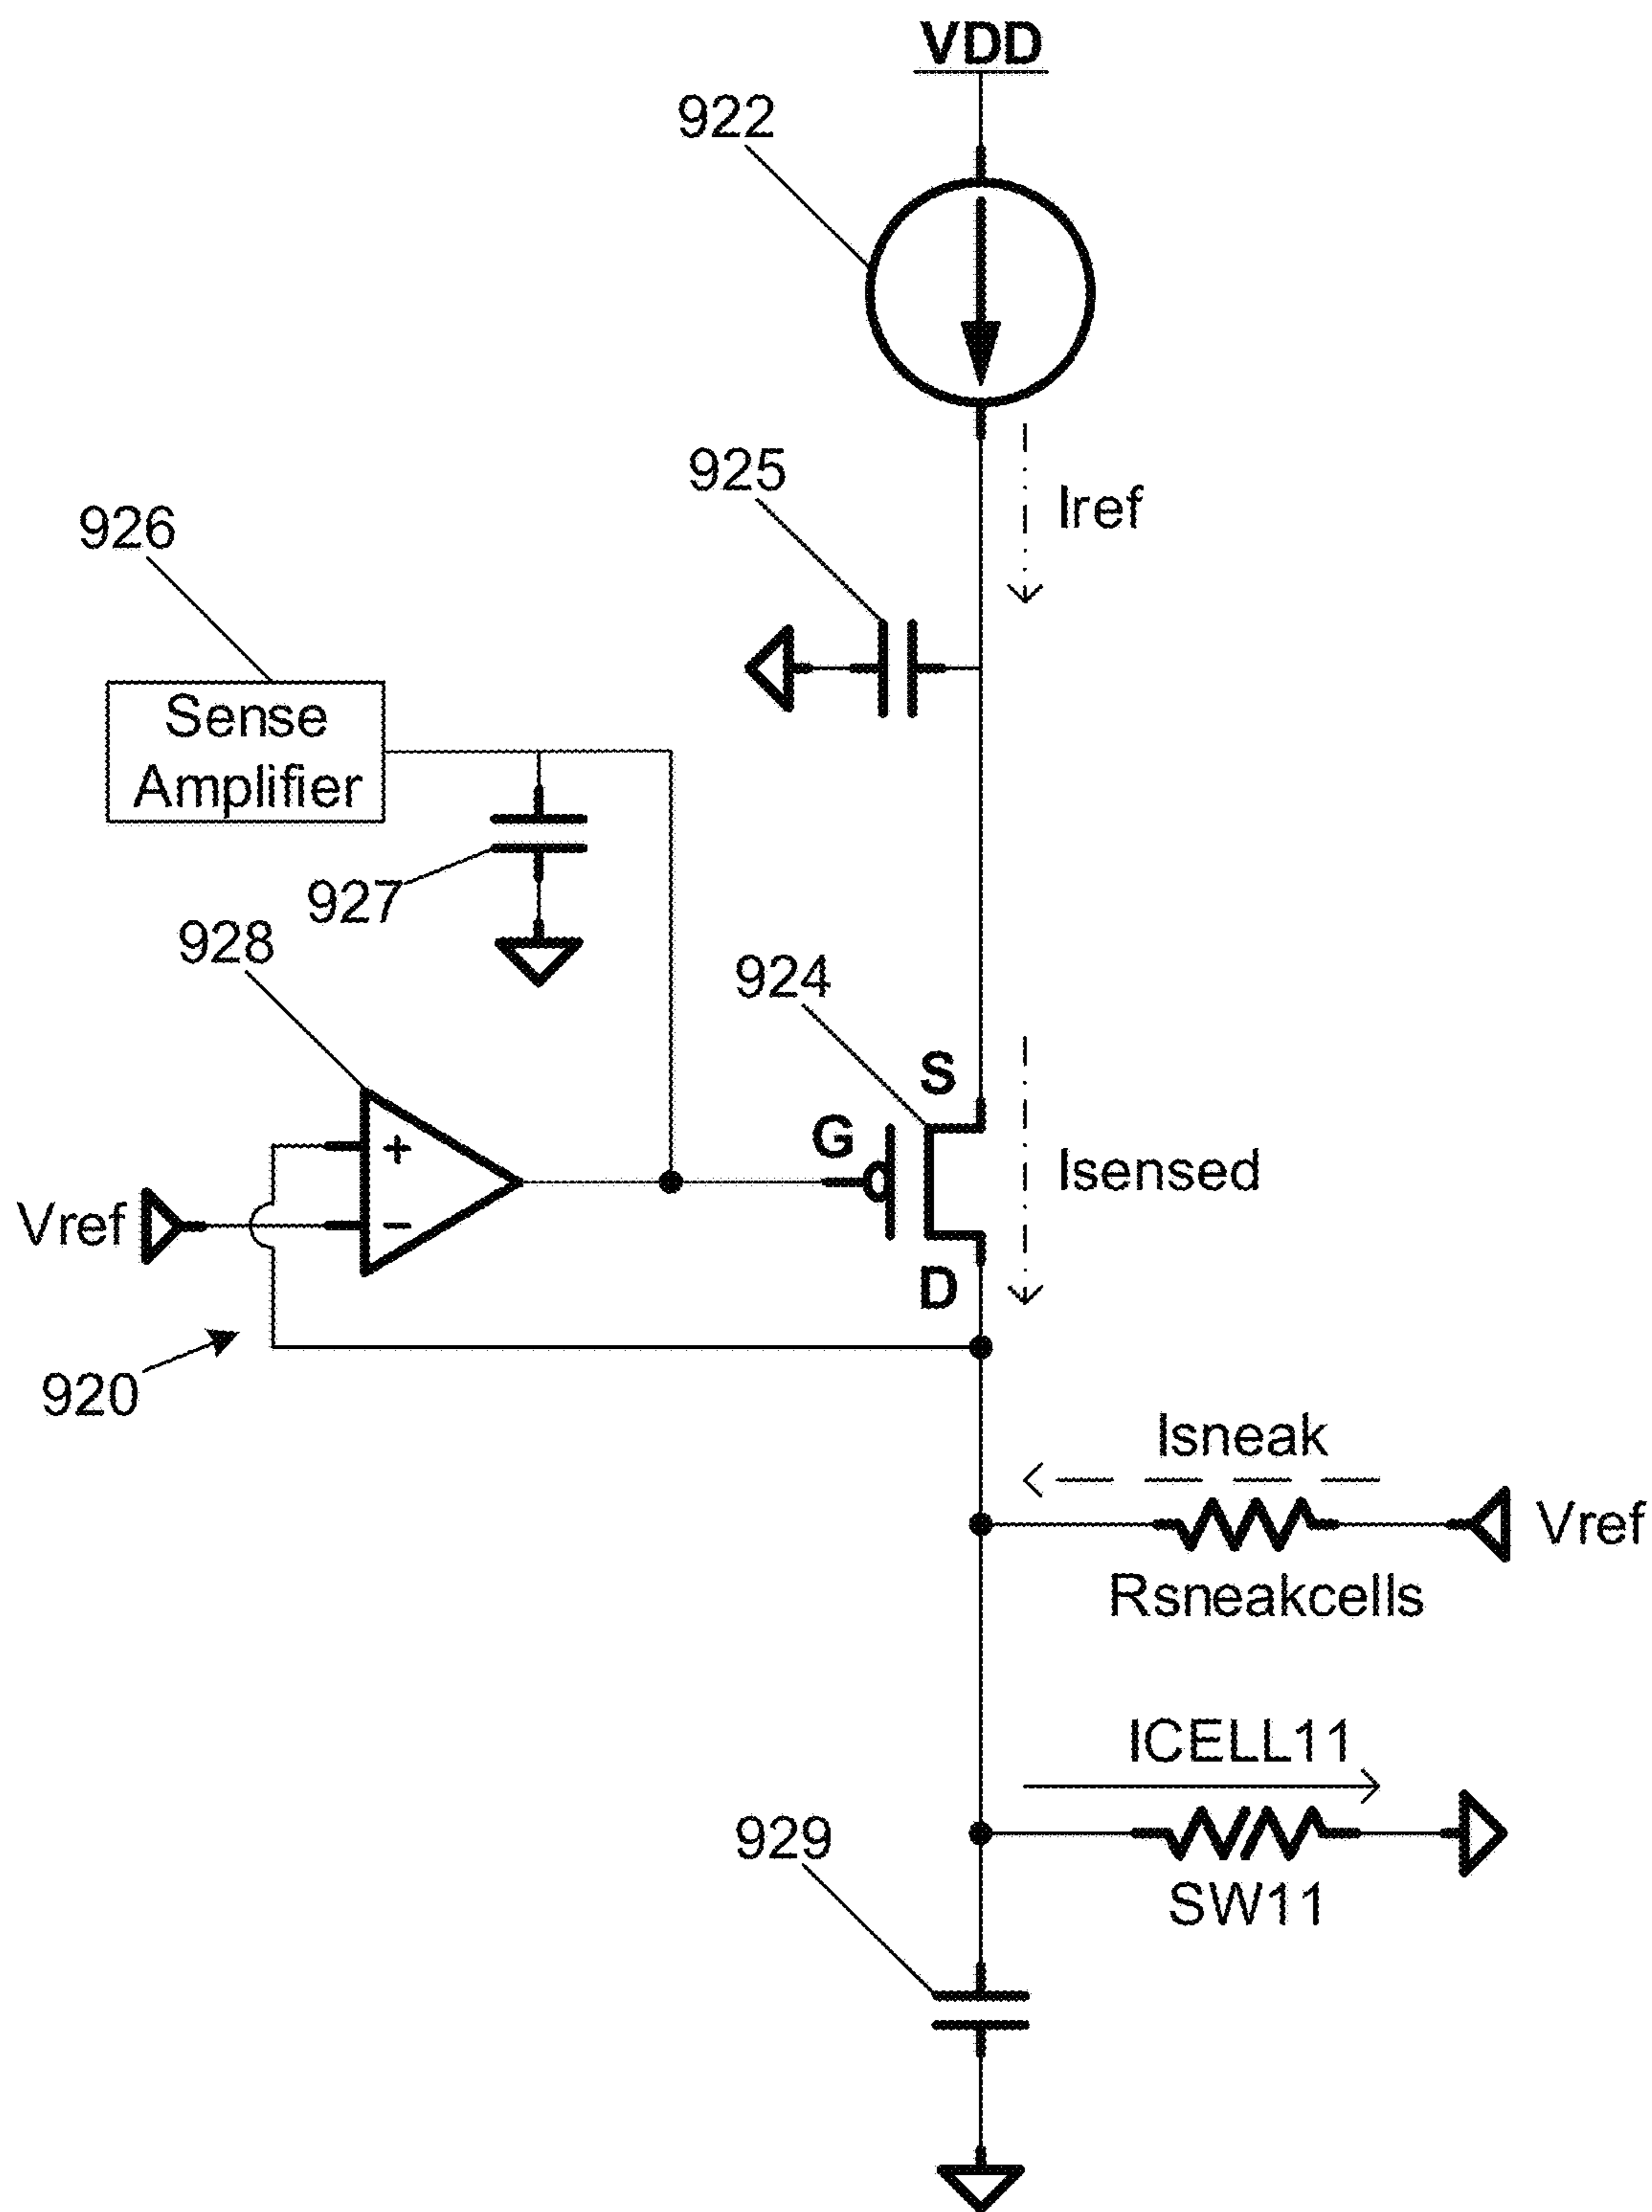 VDD
922
925
Iref
926
Sense
Amplifier
927
928
924
S
G
Isensed
+
Vref
−
D
920
Isneak
Vref
Rsneakcells
ICELL11
929
SW11